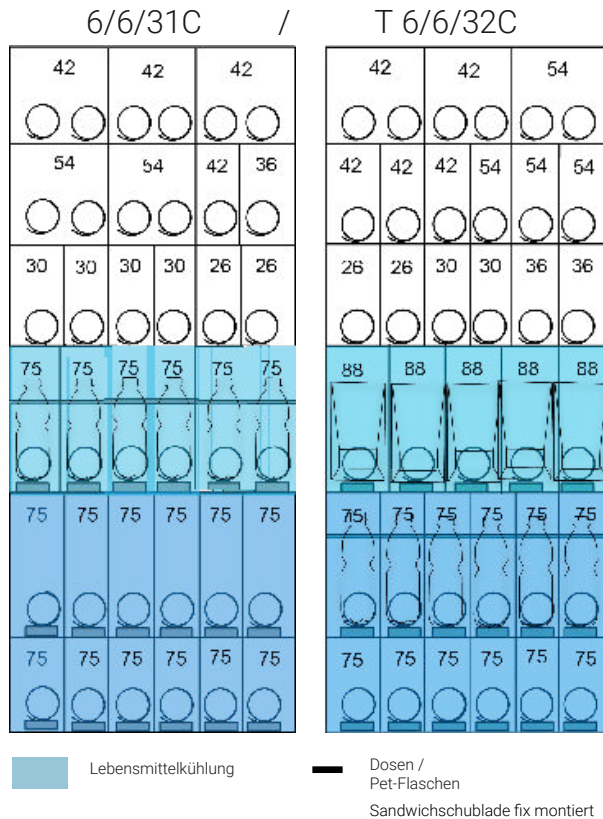 6/6/31C / T 6/6/32C
42 42 42
54 54 42 36
30 30 30 30 26 26
75 75 75 75 75 75
75 75 75 75 75 75
75 75 75 75 75 75
42 42 54
42 42 42 54 54 54
26 26 30 30 36 36
88 88 88 88 88
75 75 75 75 75 75
75 75 75 75 75 75
Lebensmittelkühlung
Dosen /
Pet-Flaschen
Sandwichschublade fix montiert